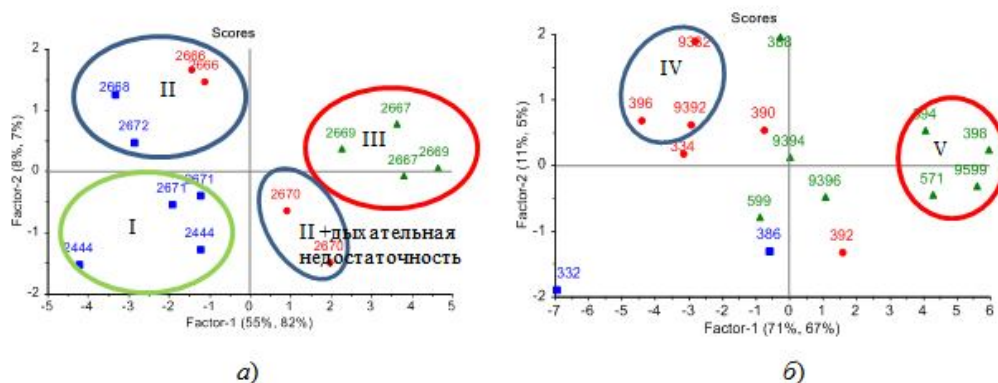 а) б)
Scores
Factor-2 (8%, 7%)
2
1
0
-1
-2
2666
2666
2668
II
2672
2667
2669
III
2667
2669
2671
2671
2670
I
2444
2444
II +дыхательная
2670
недостаточность
-5 -4 -3 -2 -1 0 1 2 3 4 5
Factor-1 (55%, 82%)
Scores
Factor-2 (11%, 5%)
2
1
0
-1
-2
IV
396
9392
390
334
9394
394
398
V
9599
571
9396
599
386
392
332
-7 -6 -5 -4 -3 -2 -1 0 1 2 3 4 5 6
Factor-1 (71%, 67%)